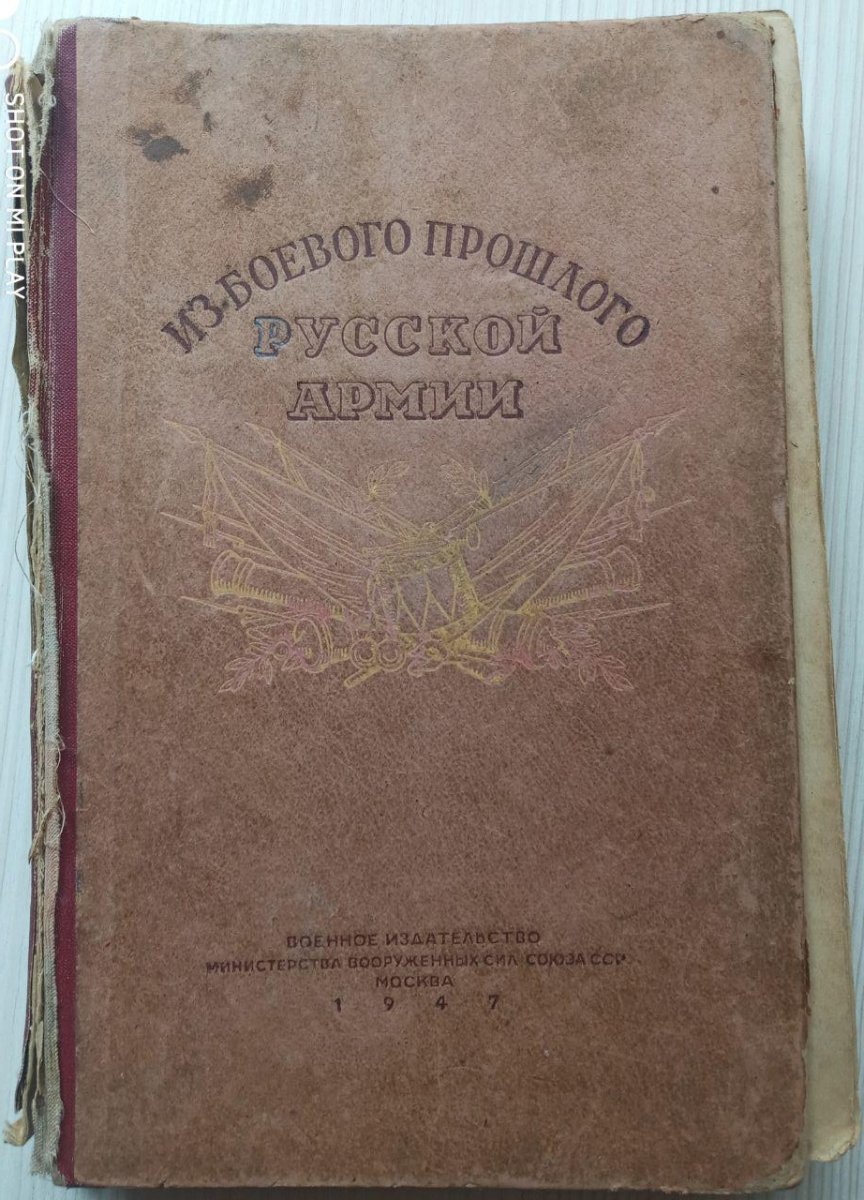 ИЗ БОЕВОГО ПРОШЛОГО
РУССКОЙ
АРМИИ
ВОЕННОЕ ИЗДАТЕЛЬСТВО
МИНИСТЕРСТВА ВООРУЖЕННЫХ СИЛ СОЮЗА ССР
МОСКВА
1947
SHOT ON MI PLAY